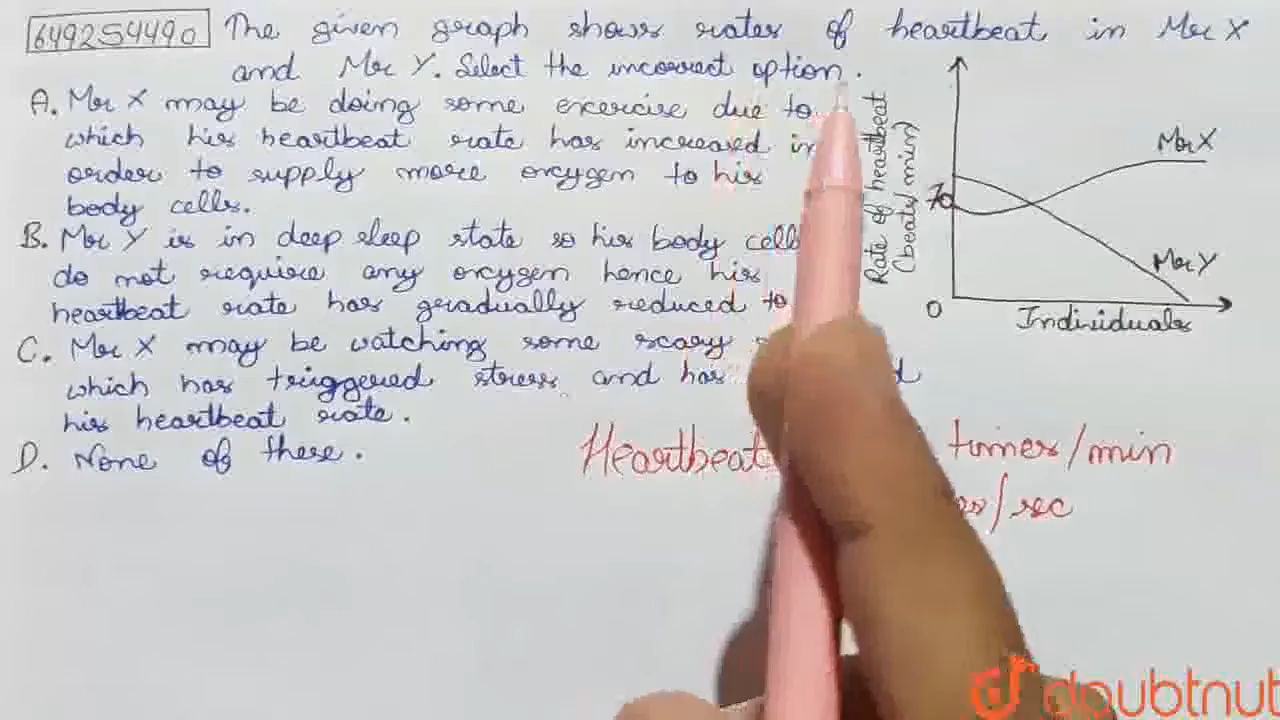 649254490 The given graph shows rates of heartbeat in Mr X
and Mr Y. Select the incorrect option.
A. Mr X may be doing some exercise due to
which his heartbeat rate has increased in
order to supply more oxygen to his
body cells.
B. Mr Y is in deep sleep state so his body cell
do not require any oxygen hence his
heartbeat rate has gradually reduced to
C. Mr X may be watching some scary
which has triggered stress and has
his heartbeat rate.
D. None of these.
Rate of heartbeat
(beats/min)
70
0
Mr X
Mr Y
Individuals
Heartbeat times/min
/sec
doubtnut